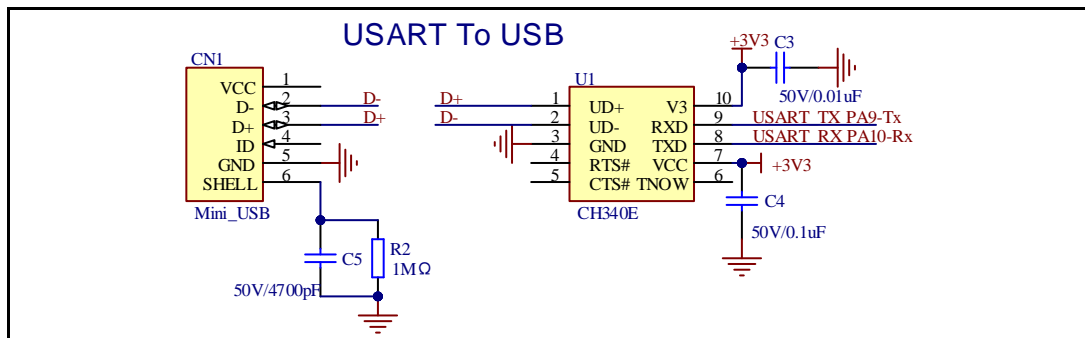 USART To USB
CN1
VCC 1
D- 2 D-
D+ 3 D+
ID 4
GND 5
SHELL 6
Mini_USB
C5
50V/4700pF
R2
1MΩ
U1
D+ 1 UD+ V3 10
D- 2 UD- RXD 9 USART_TX PA9-Tx
3 GND TXD 8 USART_RX PA10-Rx
4 RTS# VCC 7 +3V3
5 CTS# TNOW 6
CH340E
+3V3
C3
50V/0.01uF
C4
50V/0.1uF